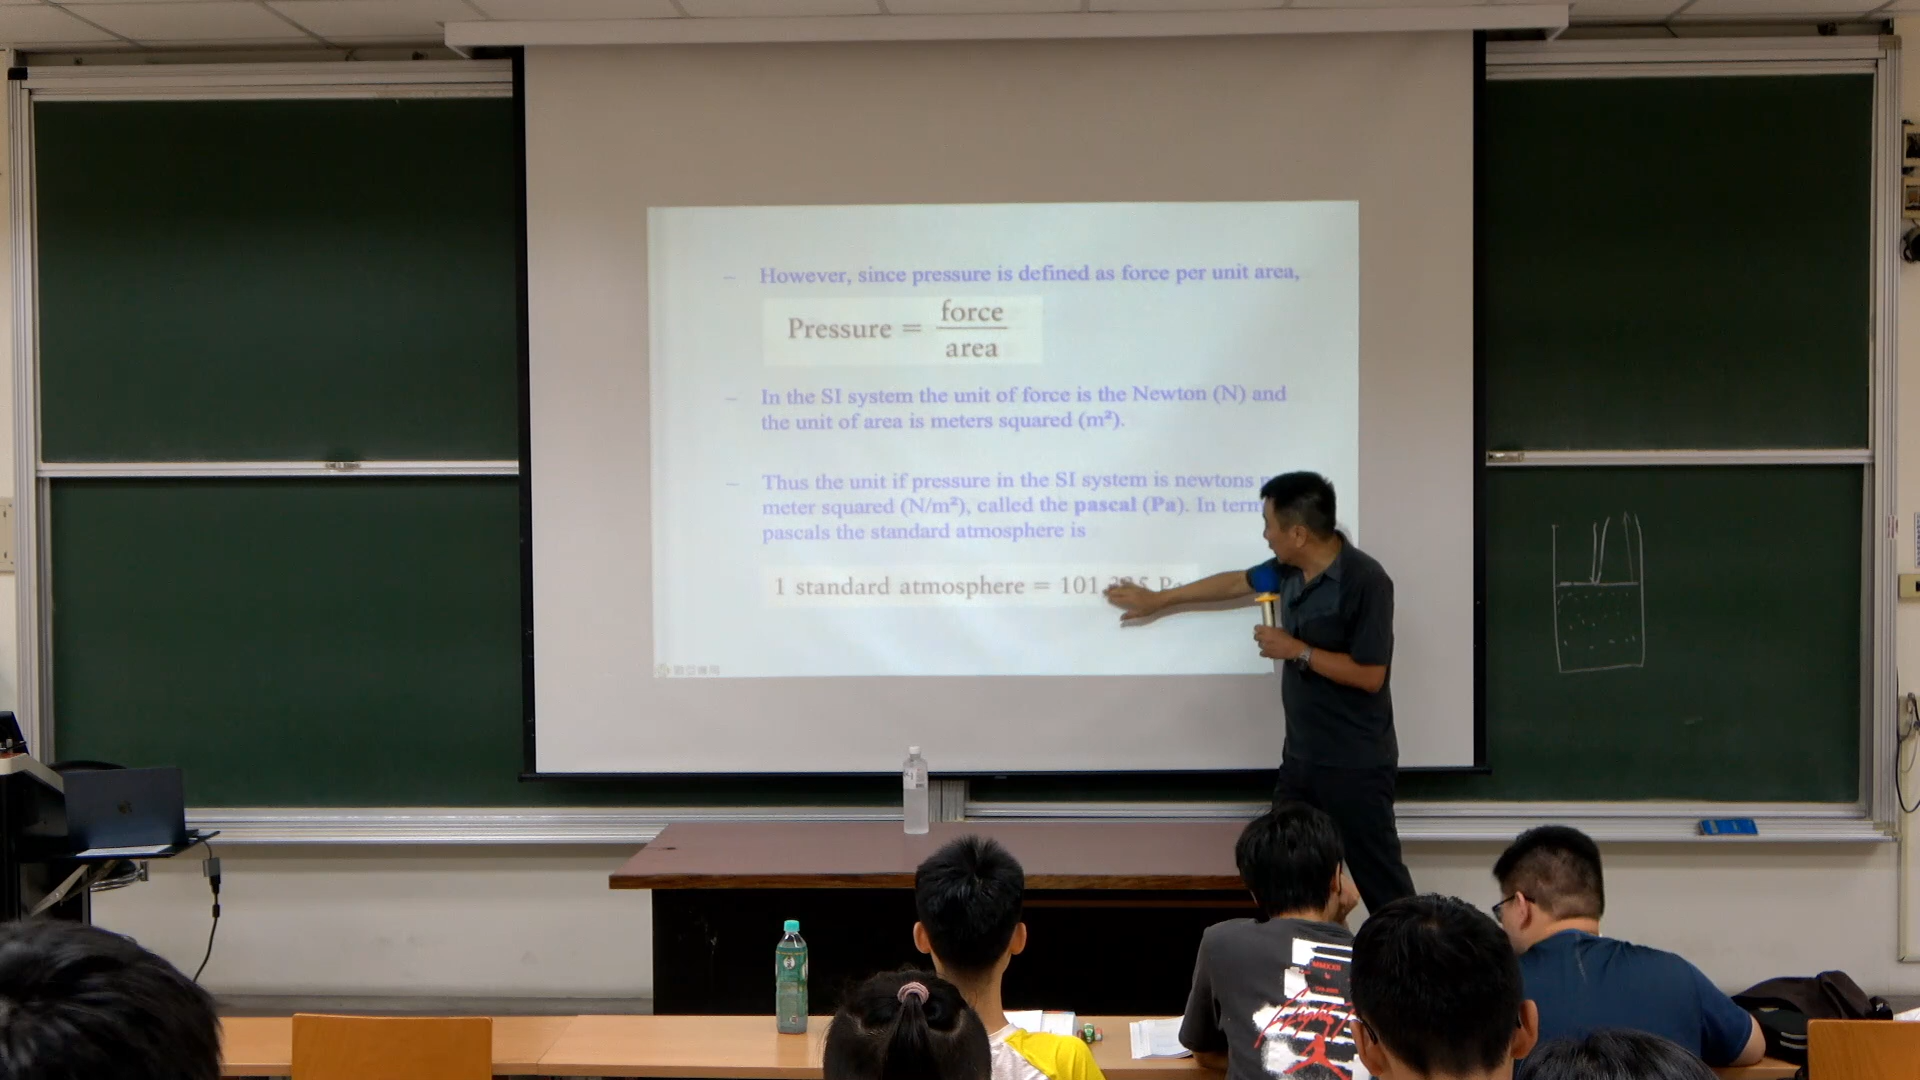 – However, since pressure is defined as force per unit area,
Pressure = force
area
– In the SI system the unit of force is the Newton (N) and
the unit of area is meters squared (m²).
– Thus the unit if pressure in the SI system is newtons
meter squared (N/m²), called the pascal (Pa). In term
pascals the standard atmosphere is
1 standard atmosphere = 101